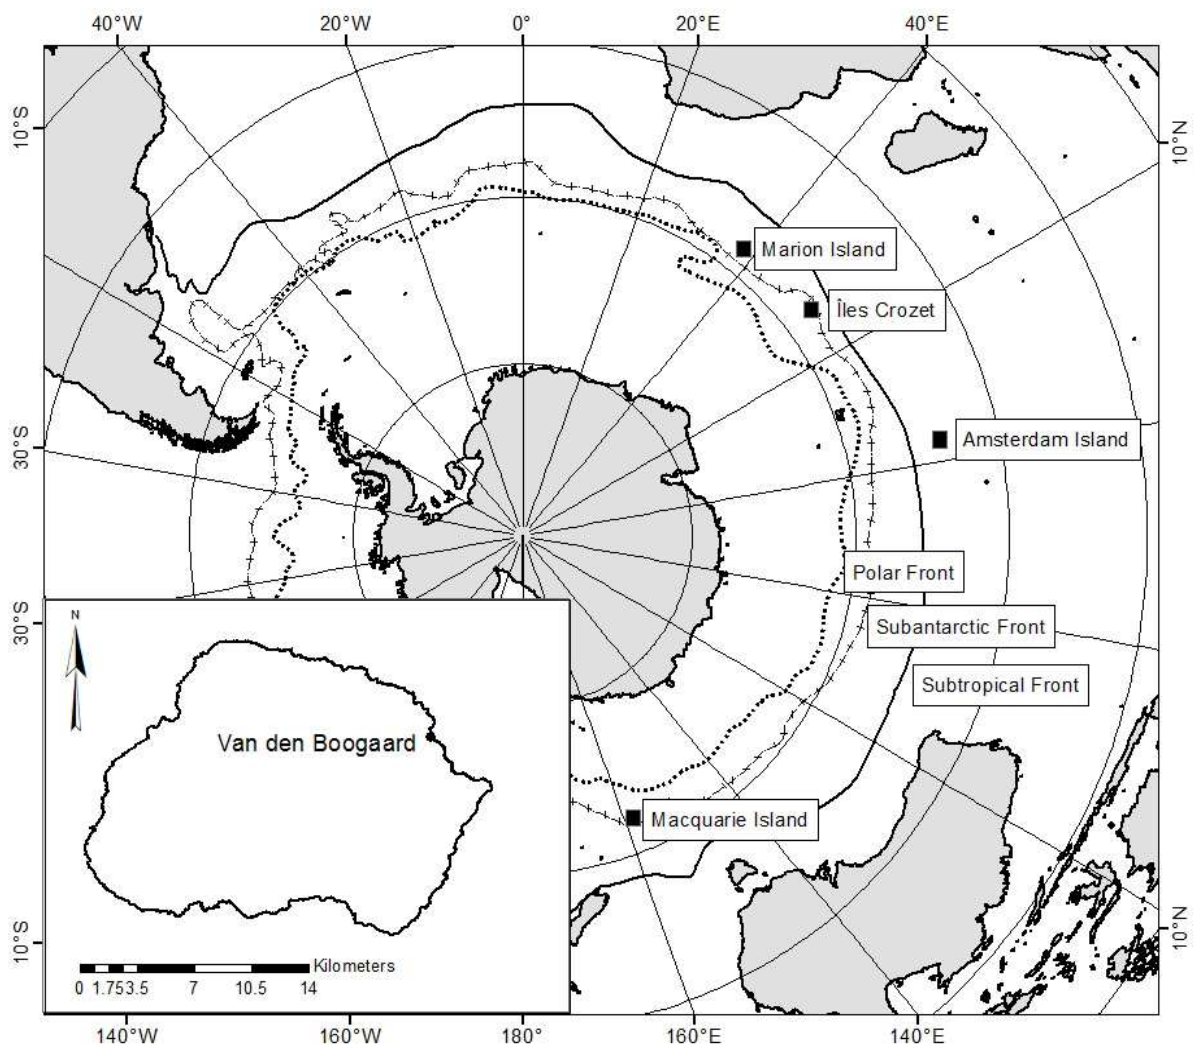 40°W 20°W 0° 20°E 40°E
10°S
10°N
Marion Island
Îles Crozet
30°S
Amsterdam Island
Polar Front
30°S
Subantarctic Front
Subtropical Front
N
Van den Boogaard
Macquarie Island
10°S
10°N
Kilometers
0 1.75 3.5 7 10.5 14
140°W 160°W 180° 160°E 140°E